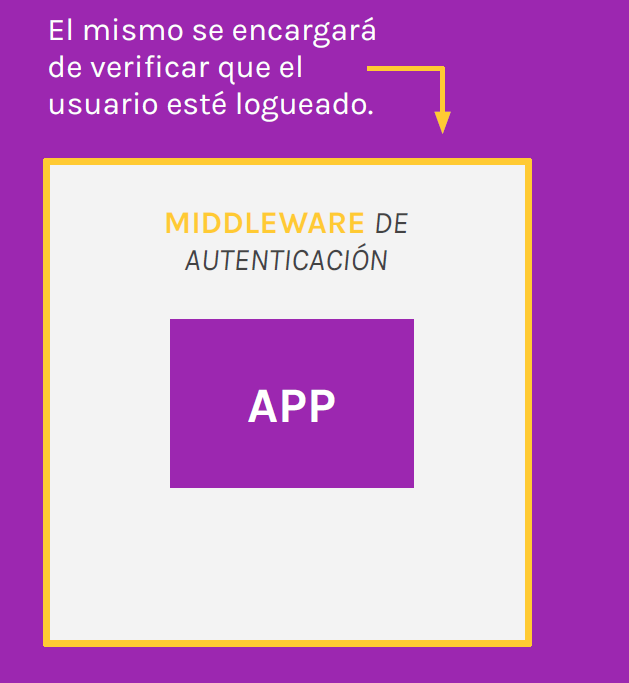 El mismo se encargará
de verificar que el
usuario esté logueado.
MIDDLEWARE DE
AUTENTICACIÓN
APP